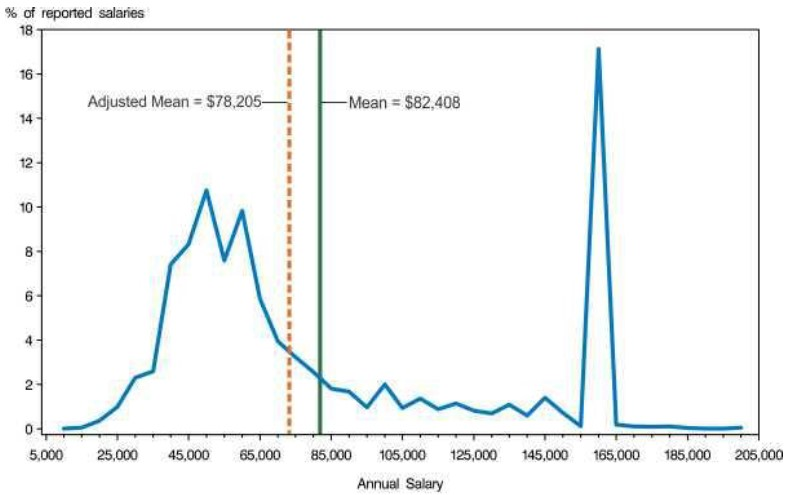 % of reported salaries
18
16
14
12
10
8
6
4
2
0
Adjusted Mean = $78,205
Mean = $82,408
5,000 25,000 45,000 65,000 85,000 105,000 125,000 145,000 165,000 185,000 205,000
Annual Salary